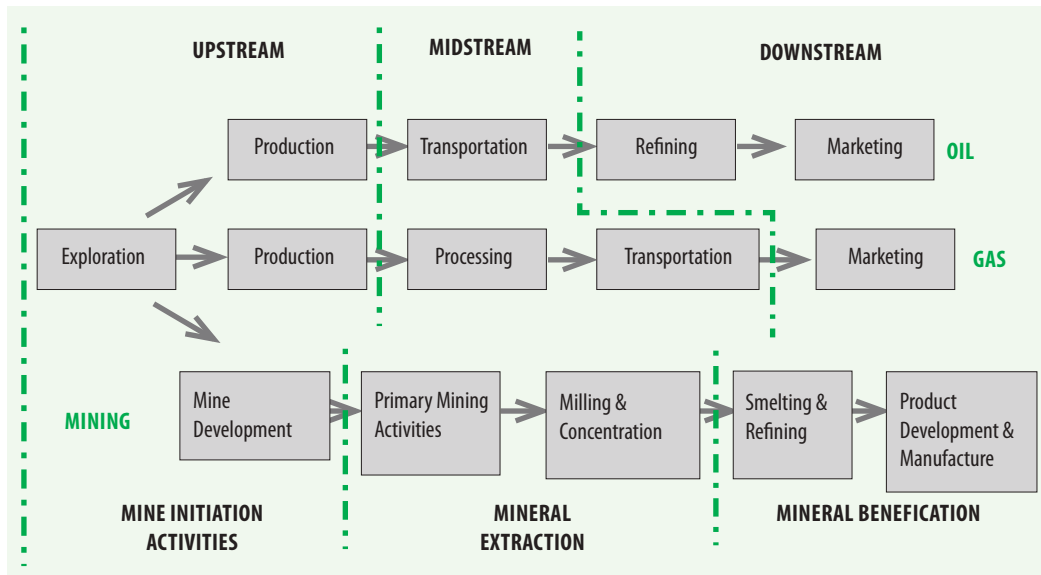 UPSTREAM
MIDSTREAM
DOWNSTREAM
Production
Transportation
Refining
Marketing
OIL
Exploration
Production
Processing
Transportation
Marketing
GAS
MINING
Mine
Development
Primary Mining
Activities
Milling &
Concentration
Smelting &
Refining
Product
Development &
Manufacture
MINE INITIATION
ACTIVITIES
MINERAL
EXTRACTION
MINERAL BENEFICATION